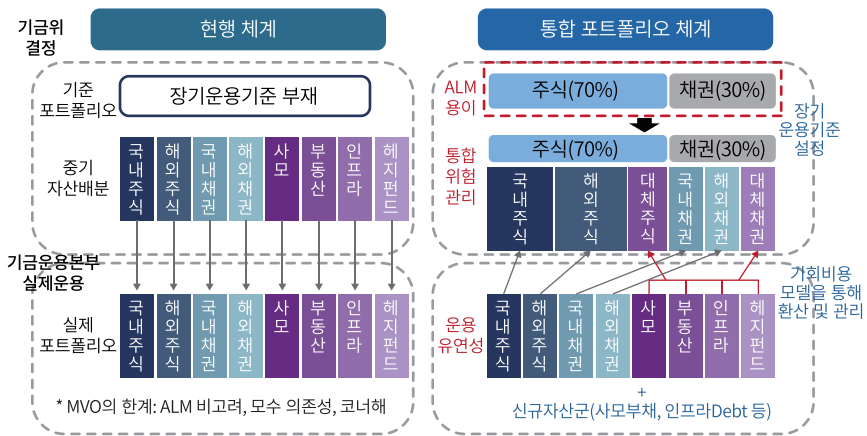 기금위
결정
현행 체계
통합 포트폴리오 체계
기준
포트폴리오
장기운용기준 부재
중기
자산배분
국내주식
해외주식
국내채권
해외채권
사모
부동산
인프라
헤지펀드
기금운용본부
실제운용
실제
포트폴리오
국내주식
해외주식
국내채권
해외채권
사모
부동산
인프라
헤지펀드
* MVO의 한계: ALM 비고려, 모수 의존성, 코너해
ALM
용이
주식(70%)
채권(30%)
장기
운용기준
설정
통합
위험
관리
주식(70%)
채권(30%)
국내주식
해외주식
대체주식
국내채권
해외채권
대체채권
기회비용
모델을 통해
환산 및 관리
운용
유연성
국내주식
해외주식
국내채권
해외채권
사모
부동산
인프라
헤지펀드
+
신규자산군(사모부채, 인프라Debt 등)